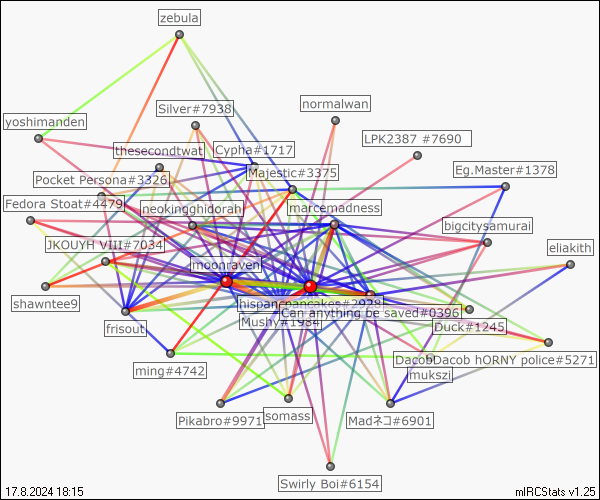 zebula
Silver#7938
normalwan
yoshimanden
LPK2387 #7690
thesecondtwat
Cypha#1717
Majestic#3375
Eg.Master#1378
Pocket Persona#3326
Fedora Stoat#4479
neokingghidorah
marcemadness
bigcitysamurai
JKOUYH VIII#7034
eliakith
moonraven
shawntee9
pancakes#2928
Can anything be saved#0396
Mushy#1984
frisout
Duck#1245
DacobDacob hORNY police#5271
ming#4742
mukszi
Pikabro#9971
somass
Madネコ#6901
Swirly Boi#6154
17.8.2024 18:15
mIRCStats v1.25